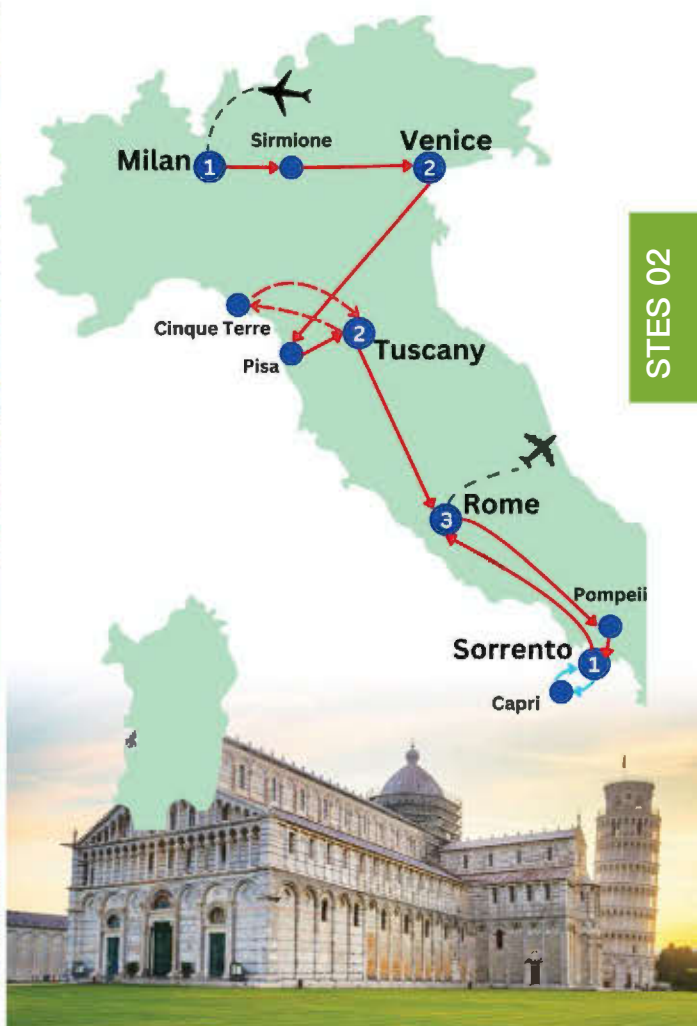 Sirmione
Venice
Milan
1
2
STES 02
Cinque Terre
2
Tuscany
Pisa
Rome
3
Pompeii
Sorrento
1
Capri